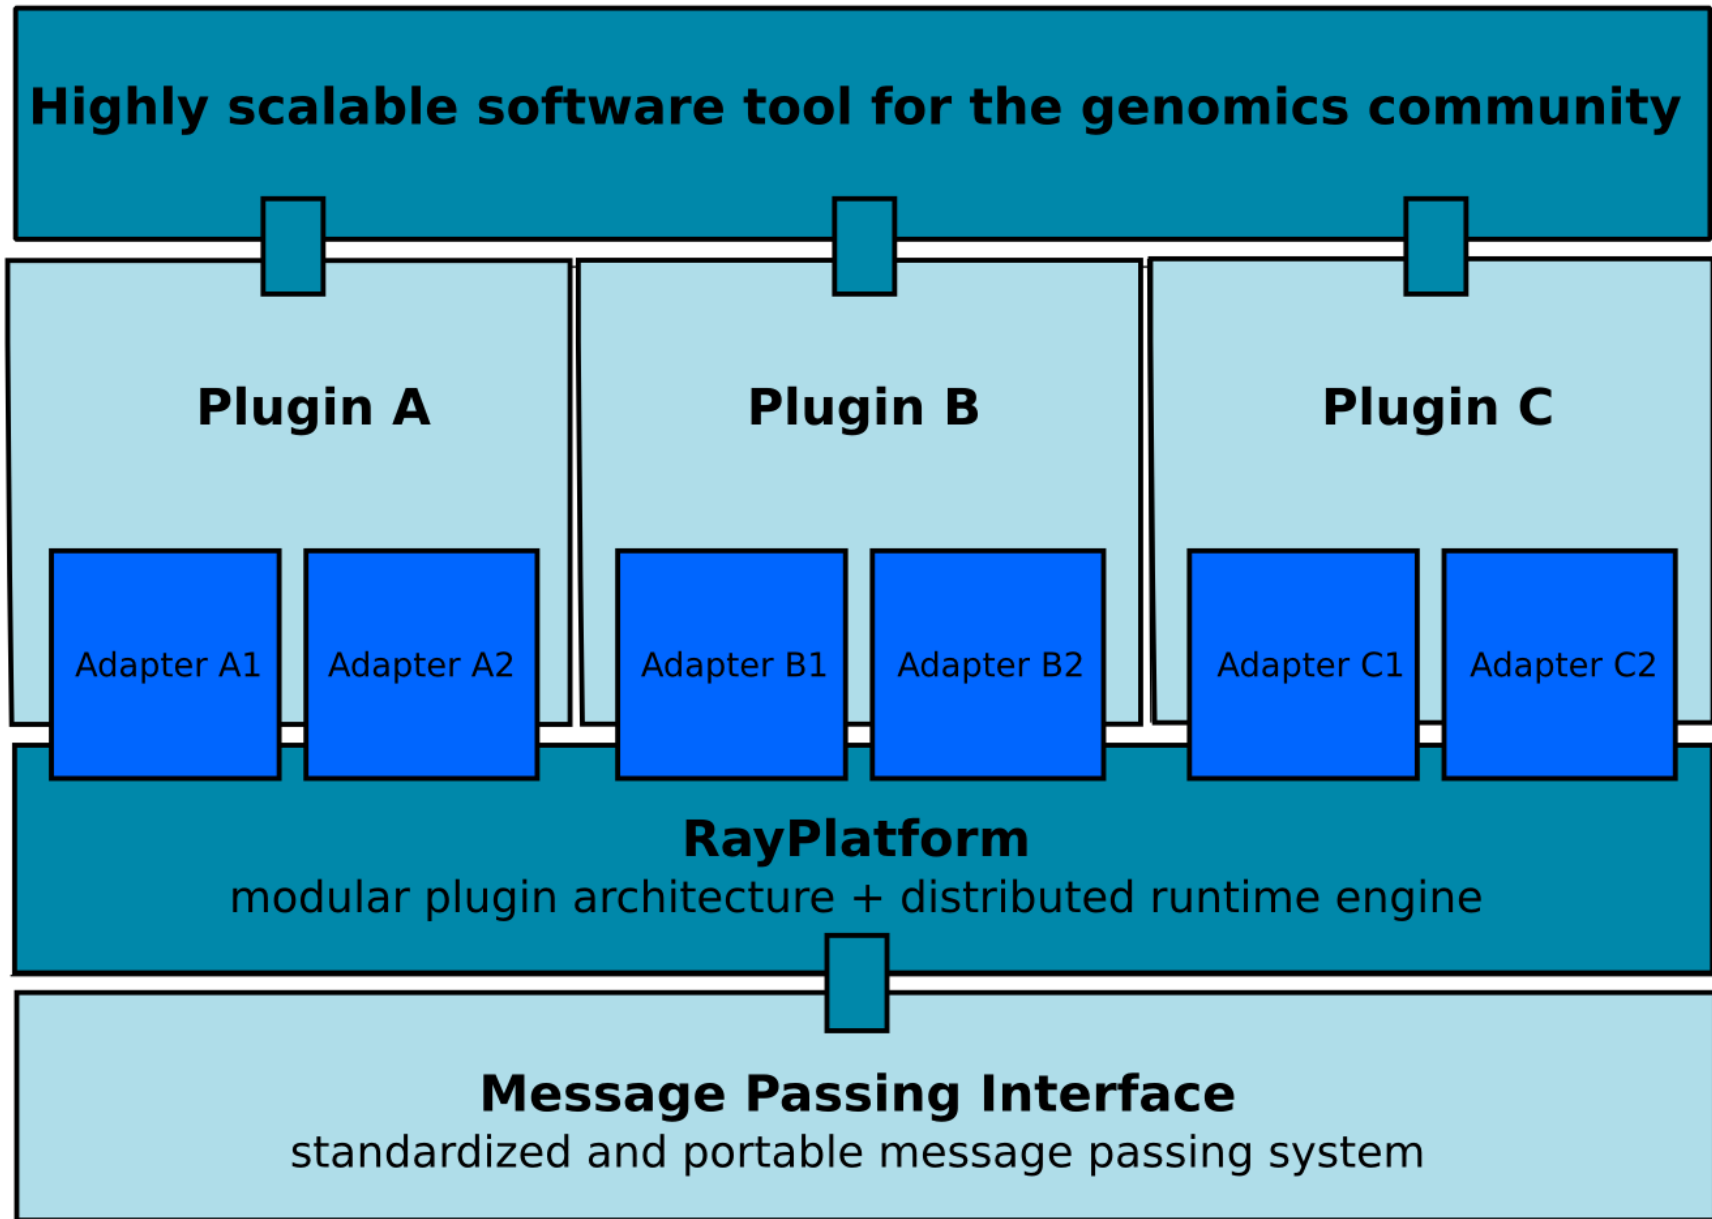 Highly scalable software tool for the genomics community
Plugin A
Plugin B
Plugin C
Adapter A1
Adapter A2
Adapter B1
Adapter B2
Adapter C1
Adapter C2
RayPlatform
modular plugin architecture + distributed runtime engine
Message Passing Interface
standardized and portable message passing system